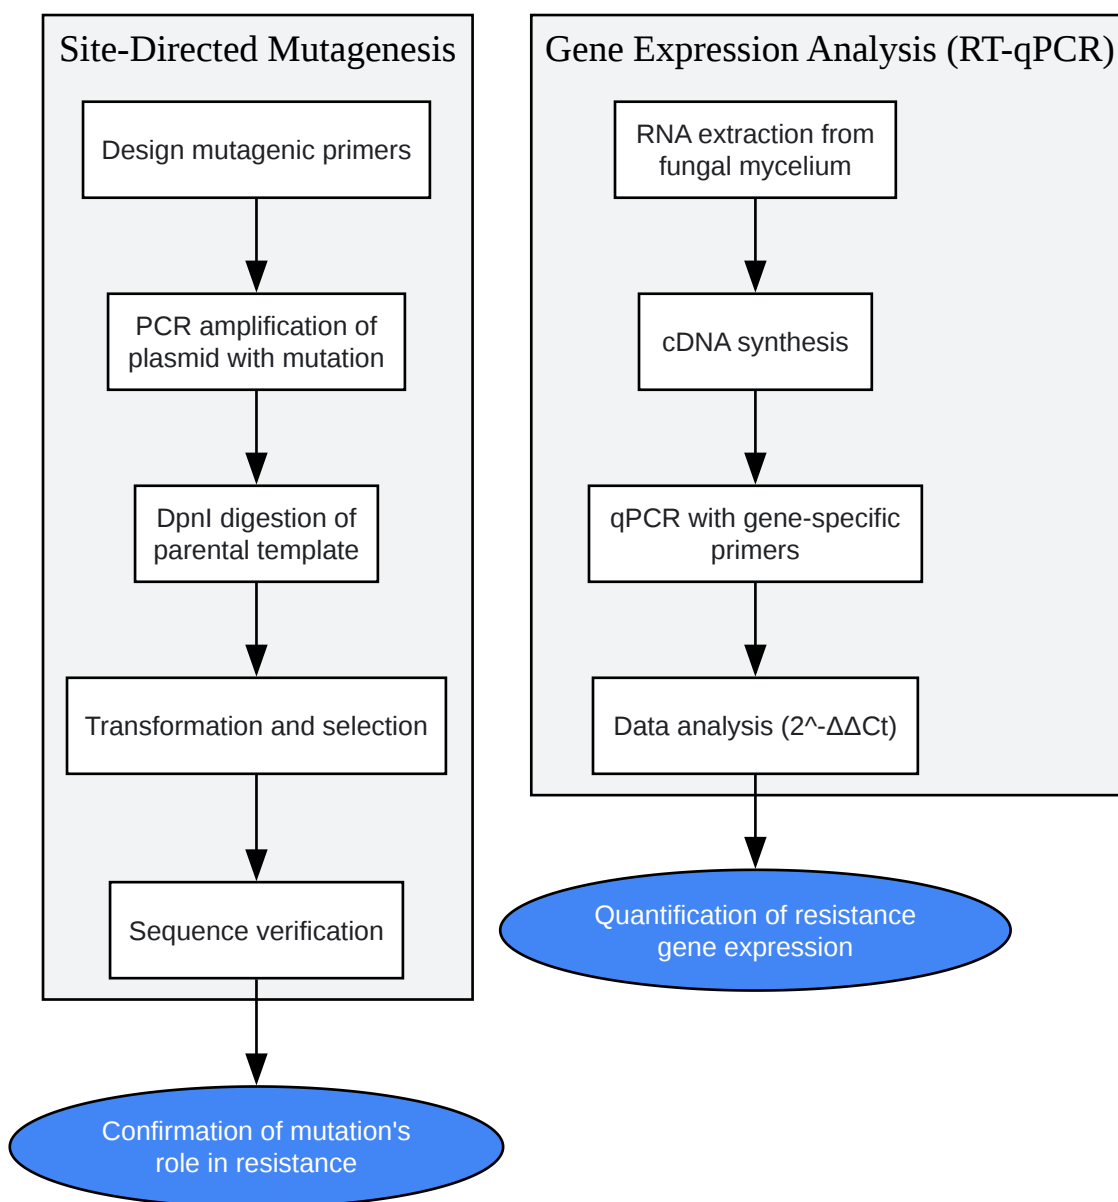 Site-Directed Mutagenesis
Design mutagenic primers
PCR amplification of
plasmid with mutation
DpnI digestion of
parental template
Transformation and selection
Sequence verification
Confirmation of mutation's
role in resistance
Gene Expression Analysis (RT-qPCR)
RNA extraction from
fungal mycelium
cDNA synthesis
qPCR with gene-specific
primers
Data analysis (2^-ΔΔCt)
Quantification of resistance
gene expression